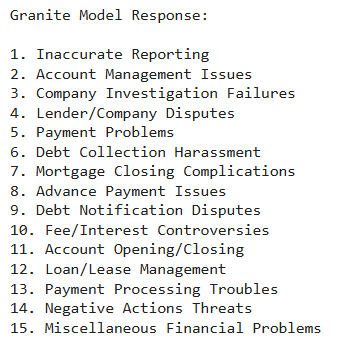 Granite Model Response:
1. Inaccurate Reporting
2. Account Management Issues
3. Company Investigation Failures
4. Lender/Company Disputes
5. Payment Problems
6. Debt Collection Harassment
7. Mortgage Closing Complications
8. Advance Payment Issues
9. Debt Notification Disputes
10. Fee/Interest Controversies
11. Account Opening/Closing
12. Loan/Lease Management
13. Payment Processing Troubles
14. Negative Actions Threats
15. Miscellaneous Financial Problems